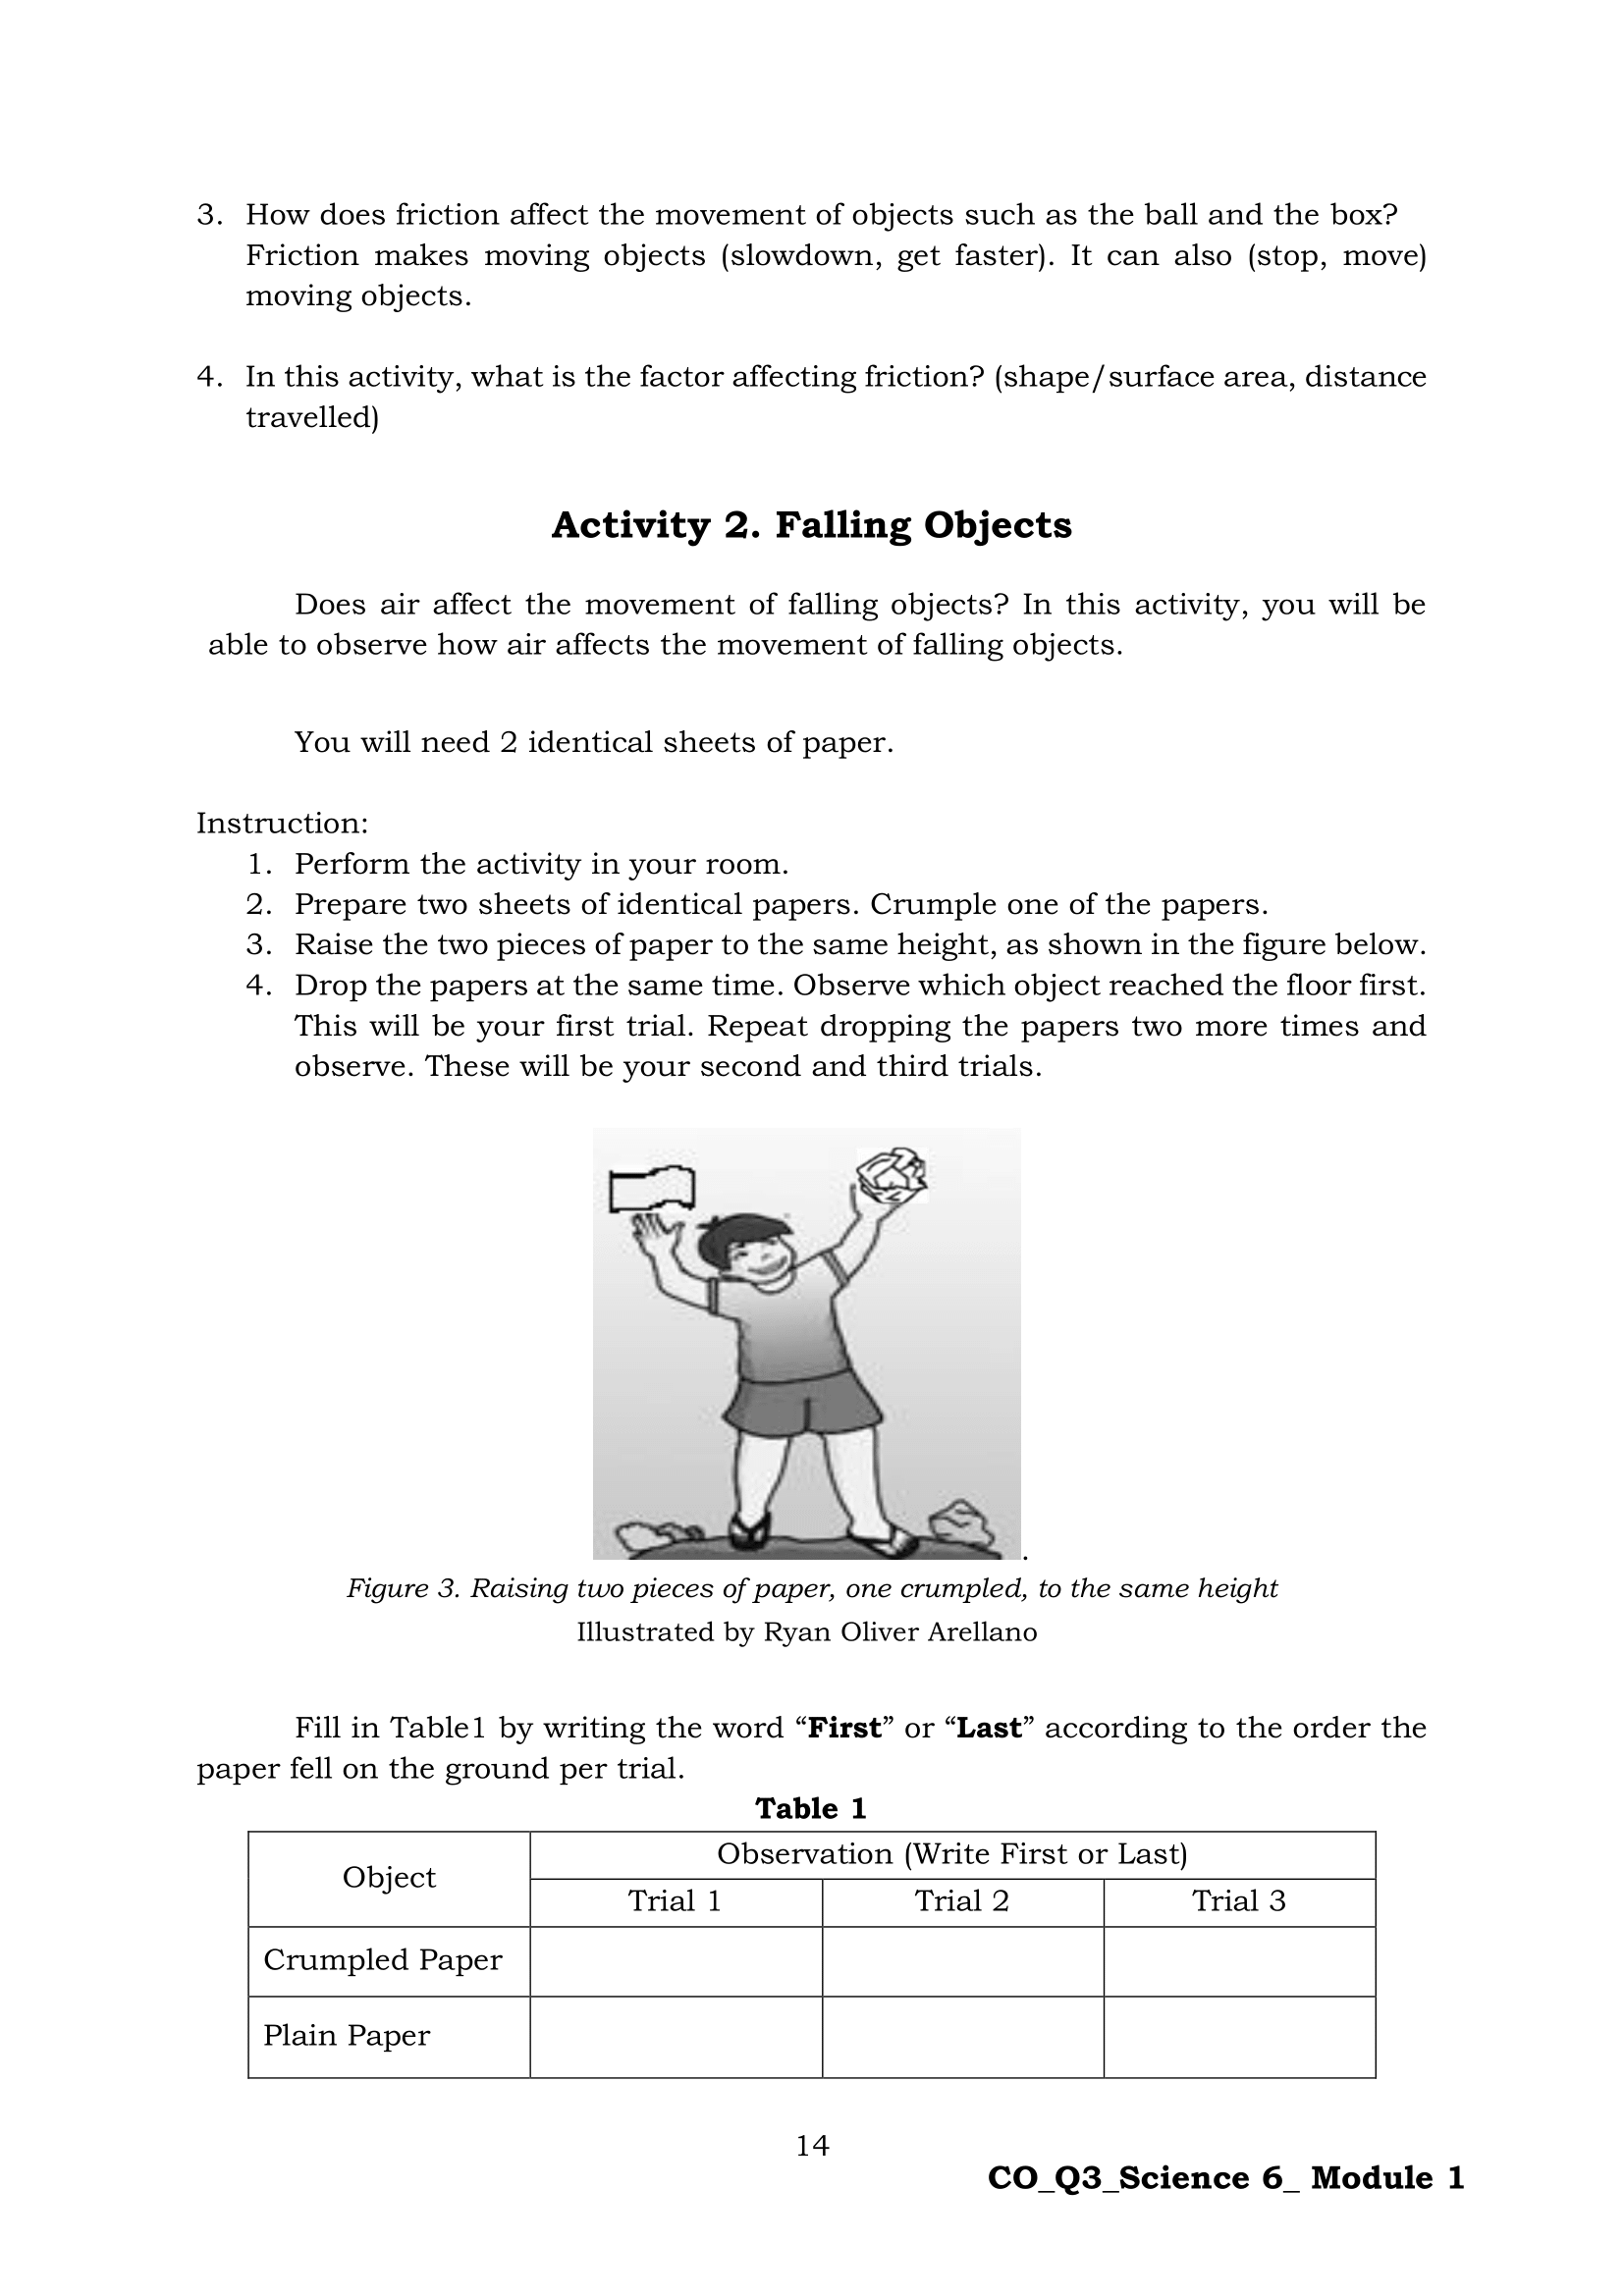 3. How does friction affect the movement of objects such as the ball and the box?
Friction makes moving objects (slowdown, get faster). It can also (stop, move)
moving objects.
4. In this activity, what is the factor affecting friction? (shape/surface area, distance
travelled)
Activity 2. Falling Objects
Does air affect the movement of falling objects? In this activity, you will be
able to observe how air affects the movement of falling objects.
You will need 2 identical sheets of paper.
Instruction:
1. Perform the activity in your room.
2. Prepare two sheets of identical papers. Crumple one of the papers.
3. Raise the two pieces of paper to the same height, as shown in the figure below.
4. Drop the papers at the same time. Observe which object reached the floor first.
This will be your first trial. Repeat dropping the papers two more times and
observe. These will be your second and third trials.
.
Figure 3. Raising two pieces of paper, one crumpled, to the same height
Illustrated by Ryan Oliver Arellano
Fill in Table1 by writing the word “First” or “Last” according to the order the
paper fell on the ground per trial.
Table 1
Object
Observation (Write First or Last)
Trial 1 Trial 2 Trial 3
Crumpled Paper
Plain Paper
14
CO_Q3_Science 6_ Module 1